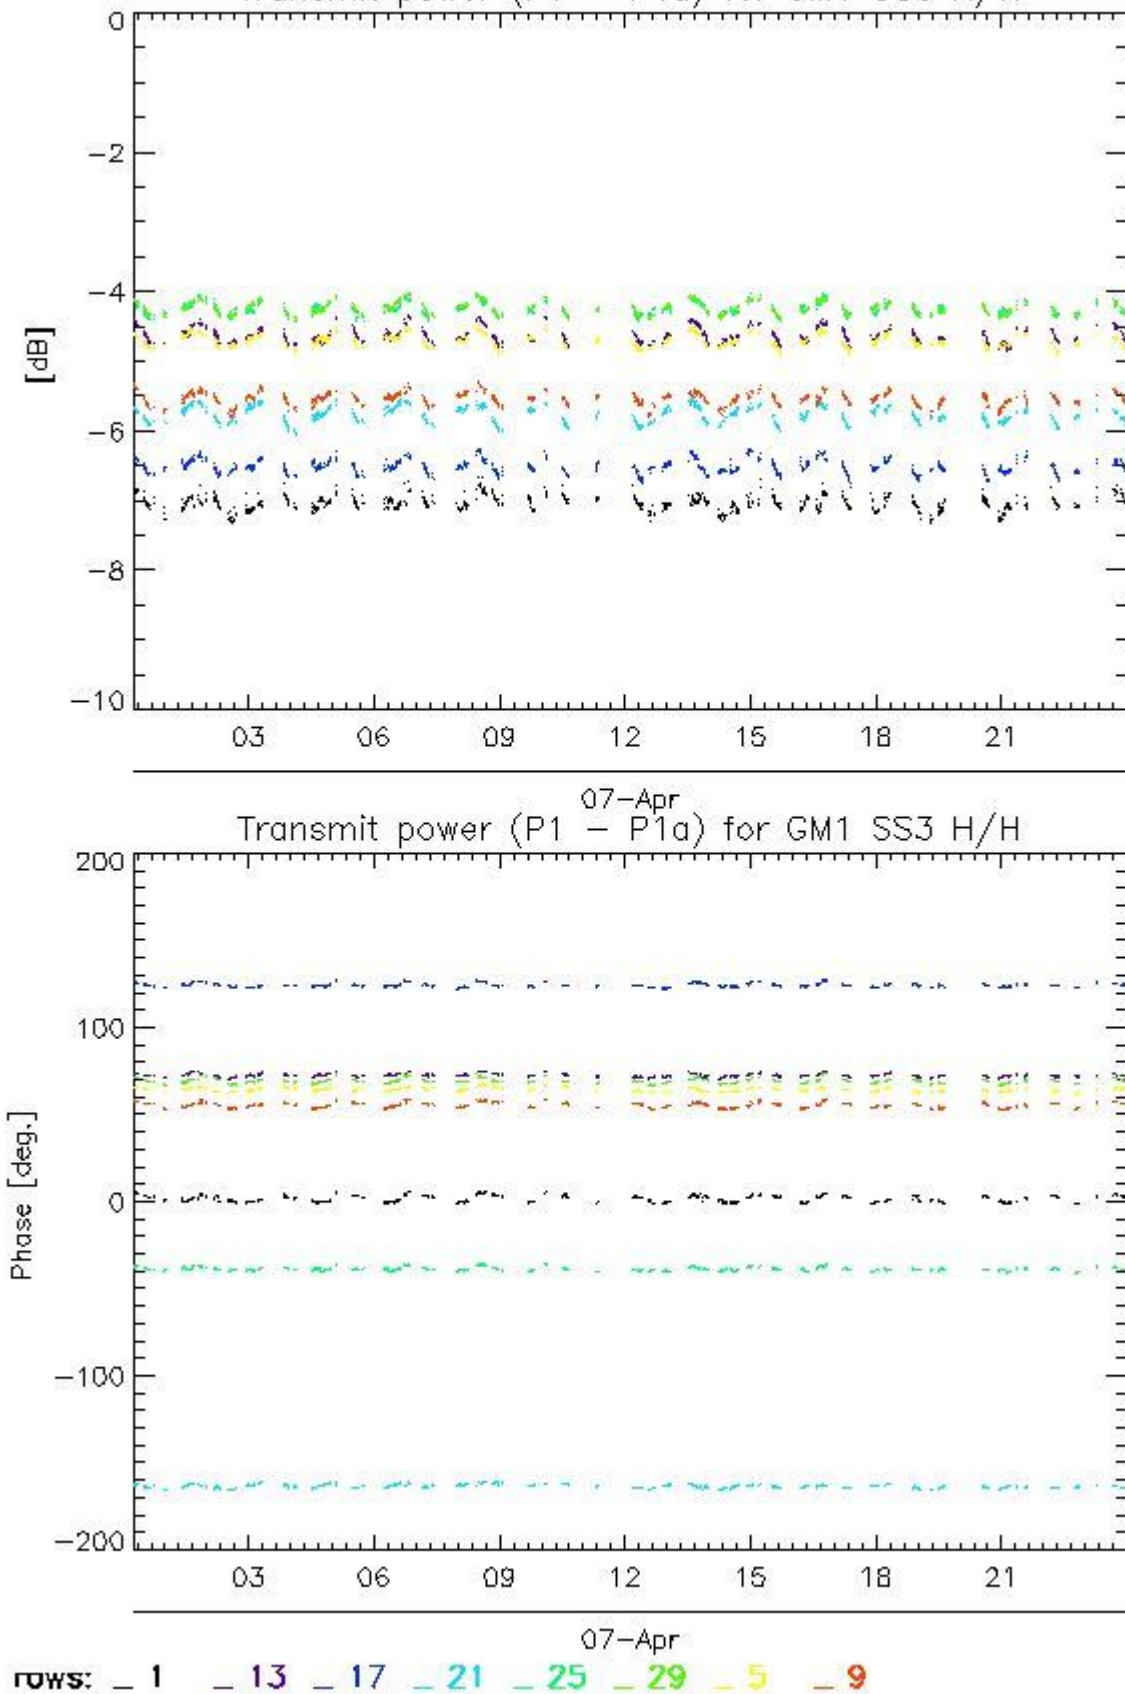 0
−2
−4
[dB]
−6
−8
−10
03 06 09 12 15 18 21
07−Apr
Transmit power (P1 − P1a) for GM1 SS3 H/H
200
100
Phase [deg.]
0
−100
−200
03 06 09 12 15 18 21
07−Apr
rows: _ 1 _ 13 _ 17 _ 21 _ 25 _ 29 _ 5 _ 9